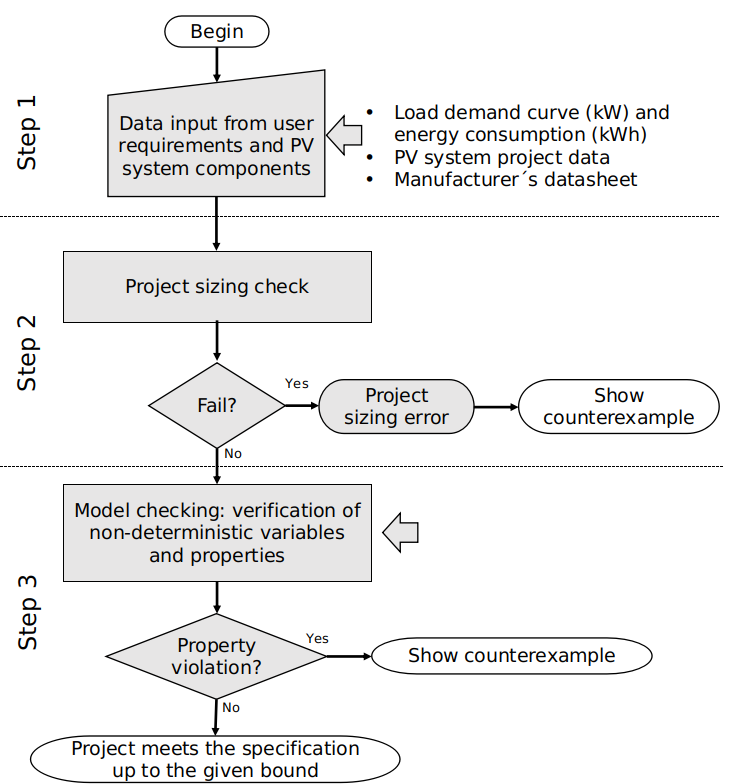 Begin
Step 1
Data input from user
requirements and PV
system components
• Load demand curve (kW) and
energy consumption (kWh)
• PV system project data
• Manufacturer´s datasheet
Step 2
Project sizing check
Fail?
Yes
Project
sizing error
Show
counterexample
No
Step 3
Model checking: verification of
non-deterministic variables
and properties
Property
violation?
Yes
Show counterexample
No
Project meets the specification
up to the given bound